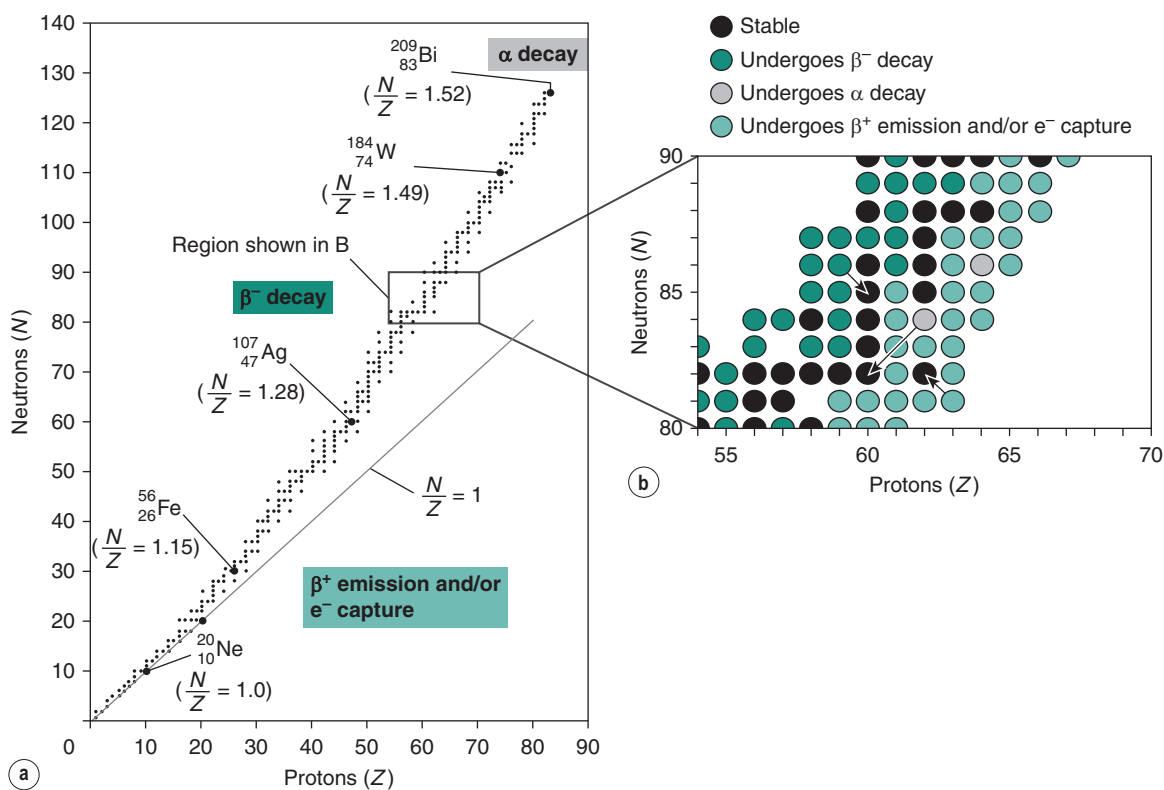 140
130
120
110
100
90
80
70
60
50
40
30
20
10
0
10
20
30
40
50
60
70
80
90
Neutrons (N)
Protons (Z)
α decay
²⁰⁹₈₃Bi
(N/Z = 1.52)
¹⁸⁴₇₄W
(N/Z = 1.49)
Region shown in B
β⁻ decay
¹⁰⁷₄₇Ag
(N/Z = 1.28)
N/Z = 1
⁵⁶₂₆Fe
(N/Z = 1.15)
β⁺ emission and/or
e⁻ capture
²⁰₁₀Ne
(N/Z = 1.0)
a
Stable
Undergoes β⁻ decay
Undergoes α decay
Undergoes β⁺ emission and/or e⁻ capture
90
85
80
Neutrons (N)
55
60
65
70
Protons (Z)
b